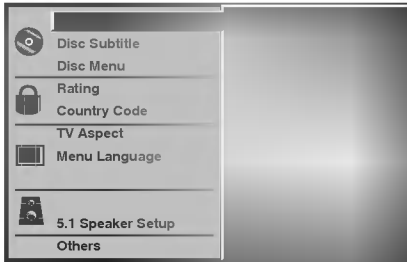 Disc Subtitle
Disc Menu
Rating
Country Code
TV Aspect
Menu Language
5.1 Speaker Setup
Others